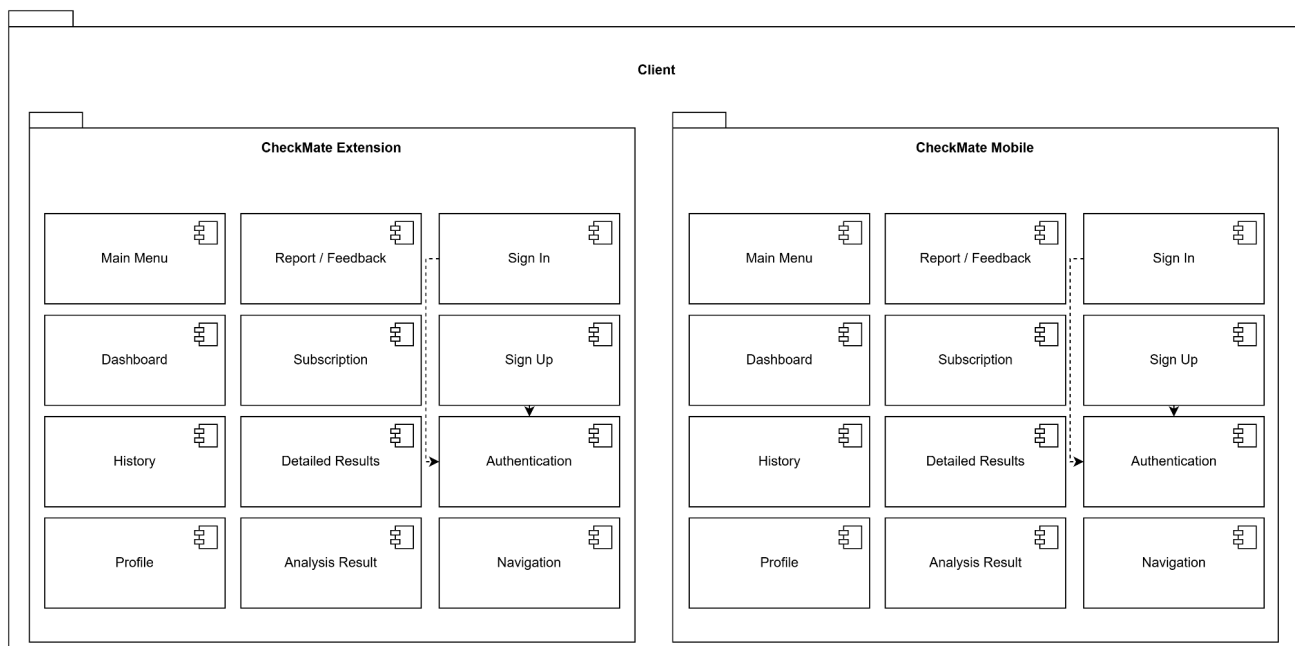 Client
CheckMate Extension
Main Menu
Report / Feedback
Sign In
Dashboard
Subscription
Sign Up
History
Detailed Results
Authentication
Profile
Analysis Result
Navigation
CheckMate Mobile
Main Menu
Report / Feedback
Sign In
Dashboard
Subscription
Sign Up
History
Detailed Results
Authentication
Profile
Analysis Result
Navigation